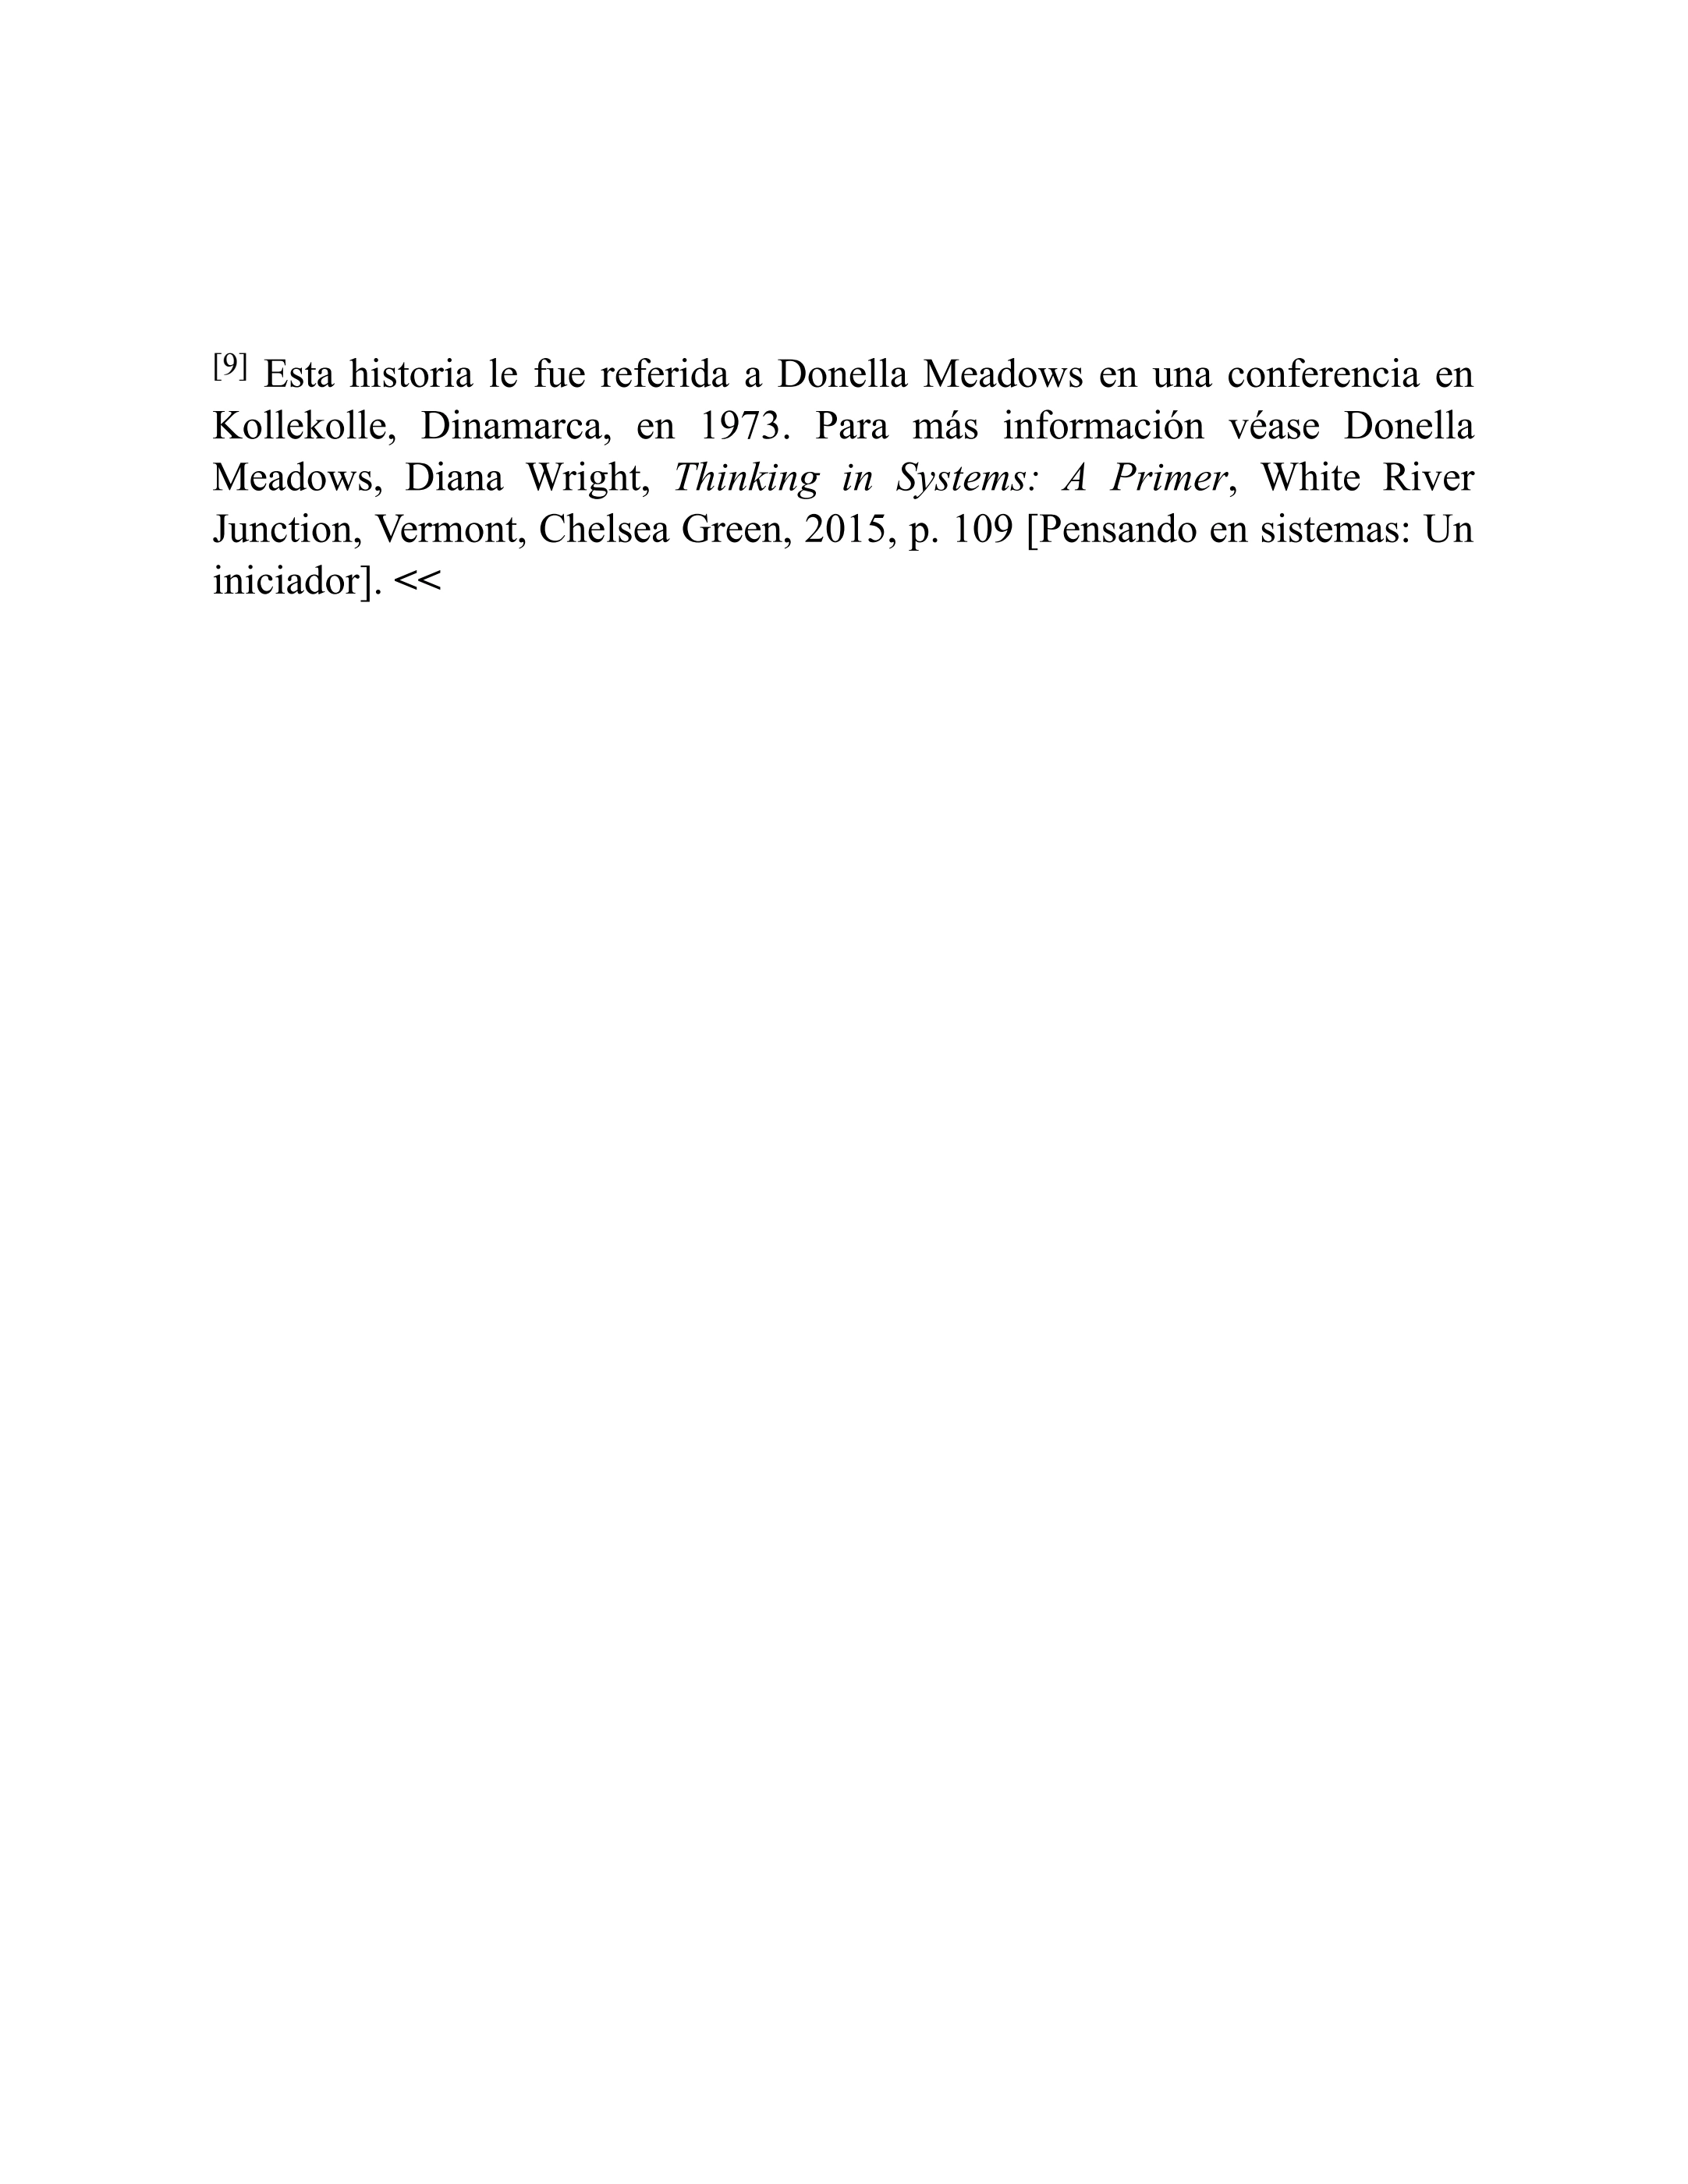 [9] Esta historia le fue referida a Donella Meadows en una conferencia en
Kollekolle, Dinamarca, en 1973. Para más información véase Donella
Meadows, Diana Wright, Thinking in Systems: A Primer, White River
Junction, Vermont, Chelsea Green, 2015, p. 109 [Pensando en sistemas: Un
iniciador]. <<